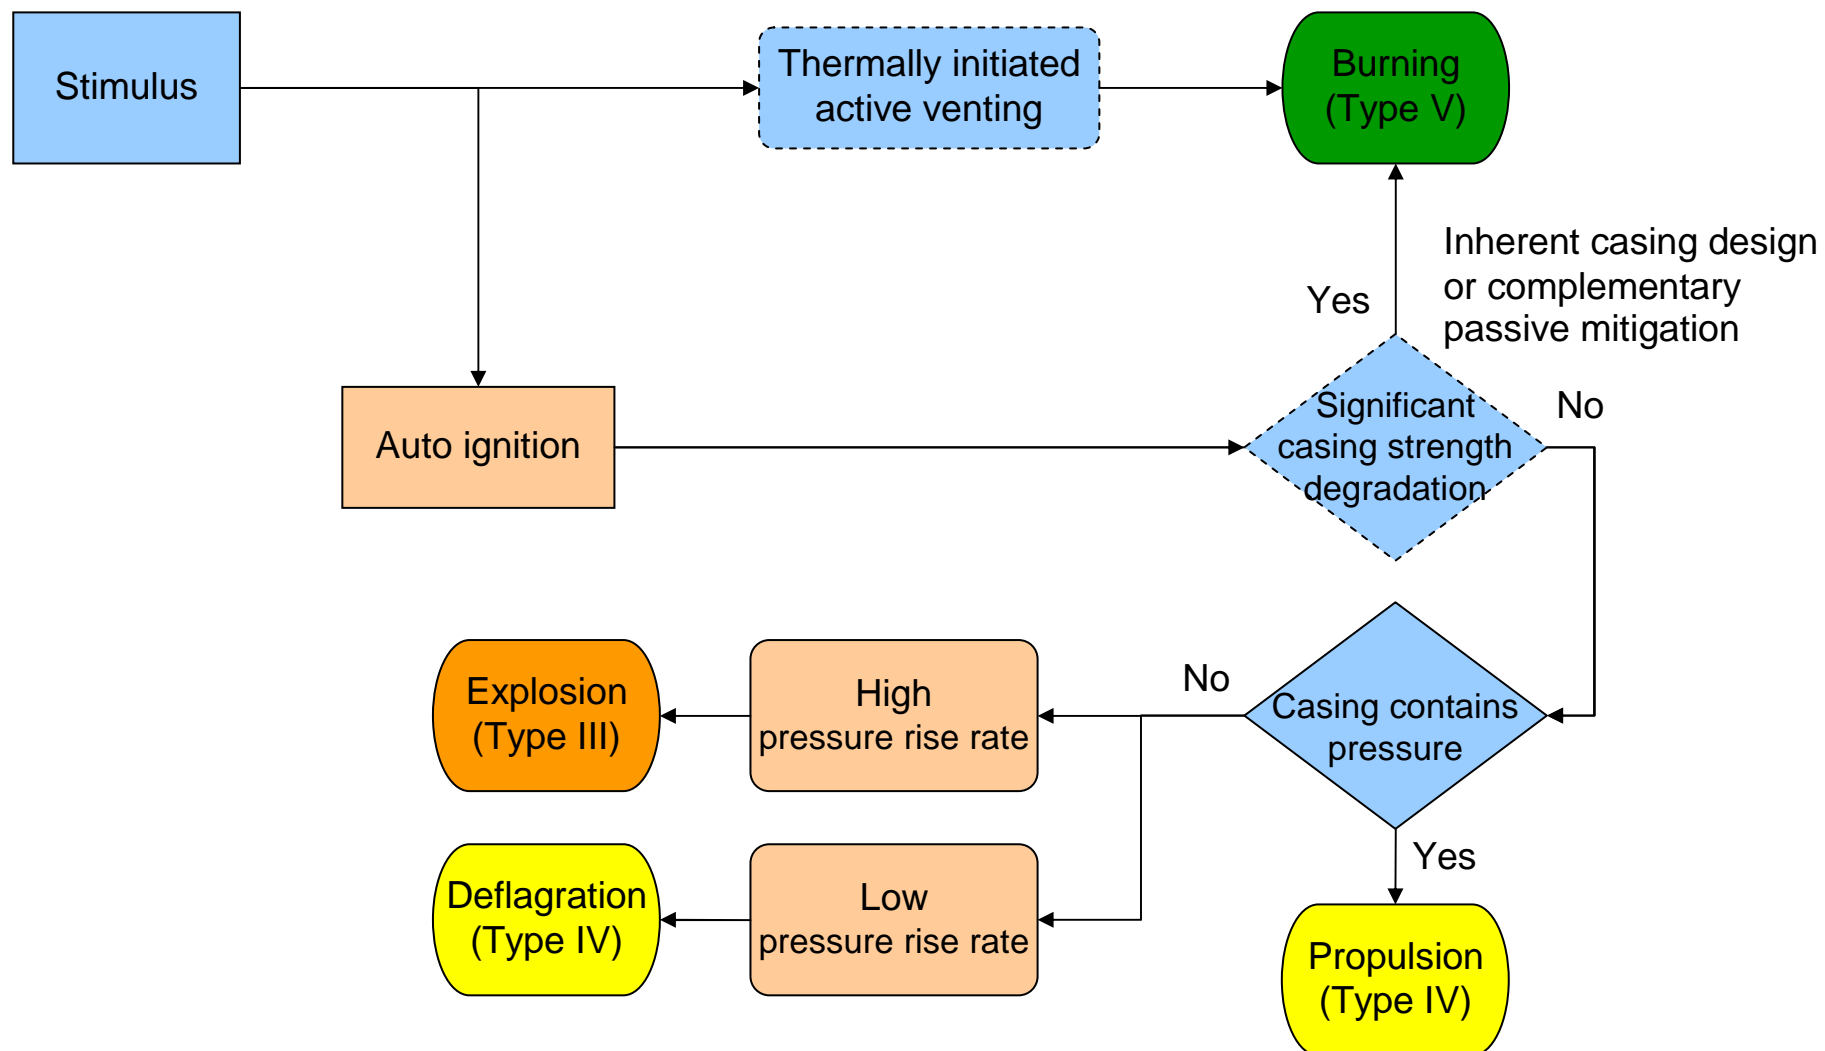 Stimulus
Thermally initiated
active venting
Burning
(Type V)
Inherent casing design
or complementary
passive mitigation
Yes
Auto ignition
Significant
casing strength
degradation
No
Explosion
(Type III)
High
pressure rise rate
No
Casing contains
pressure
Deflagration
(Type IV)
Low
pressure rise rate
Yes
Propulsion
(Type IV)